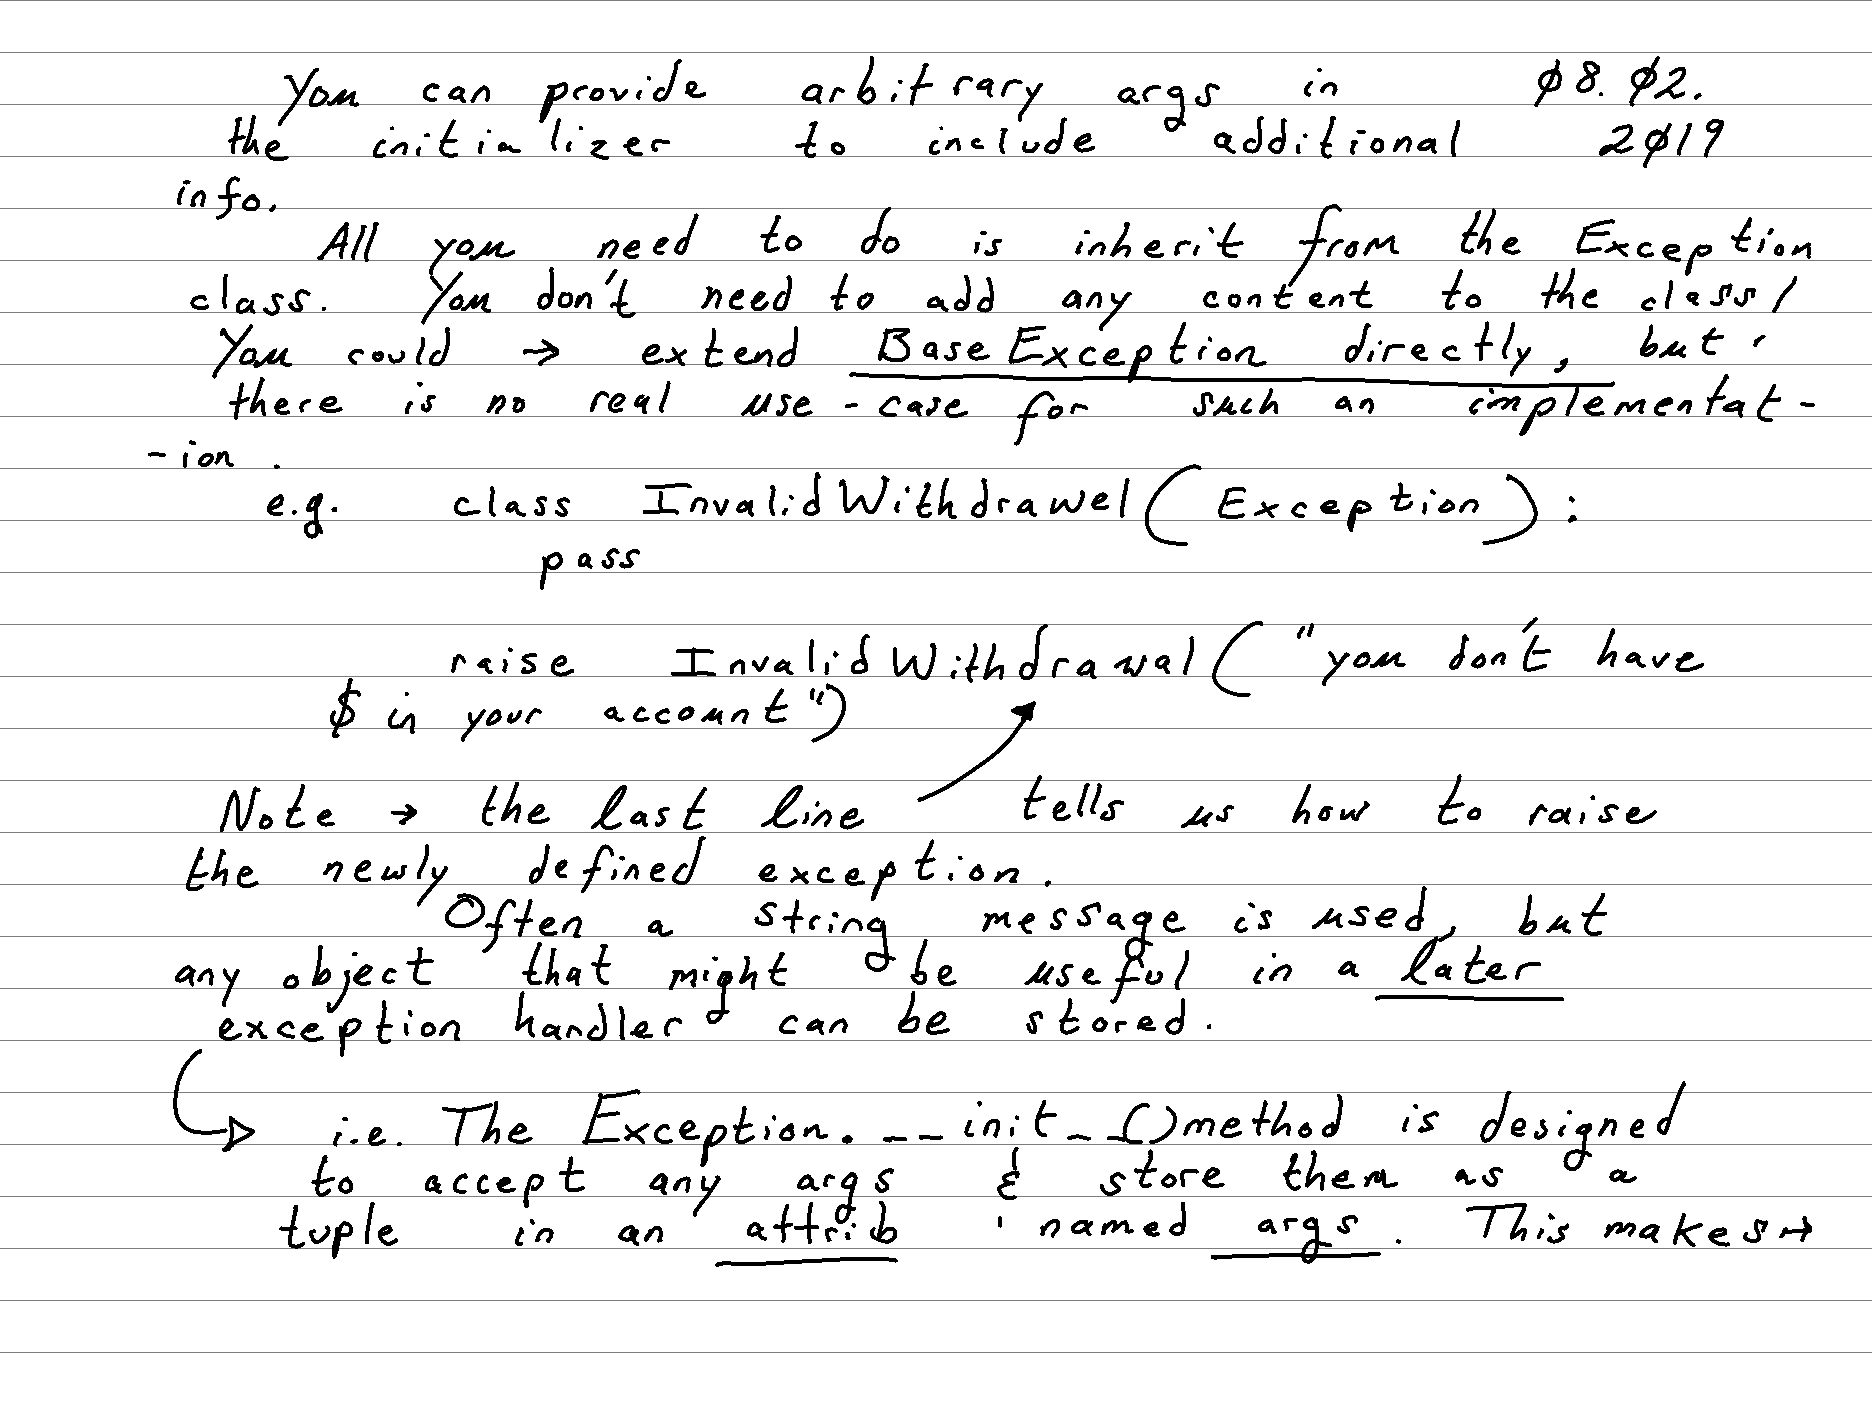 You can provide arbitrary args in Ø8. Ø2.
the initializer to include additional 2Ø19
info.
All you need to do is inherit from the Exception
class. You don't need to add any content to the class!
You could → extend BaseException directly, but
there is no real use-case for such an implementat-
-ion.
e.g. class InvalidWithdrawel(Exception):
pass
raise InvalidWithdrawal("you don't have
$ in your account")
Note → the last line tells us how to raise
the newly defined exception.
Often a string message is used, but
any object that might be useful in a later
exception handler can be stored.
i.e. The Exception.__init__() method is designed
to accept any args & store them as a
tuple in an attrib named args. This makes →